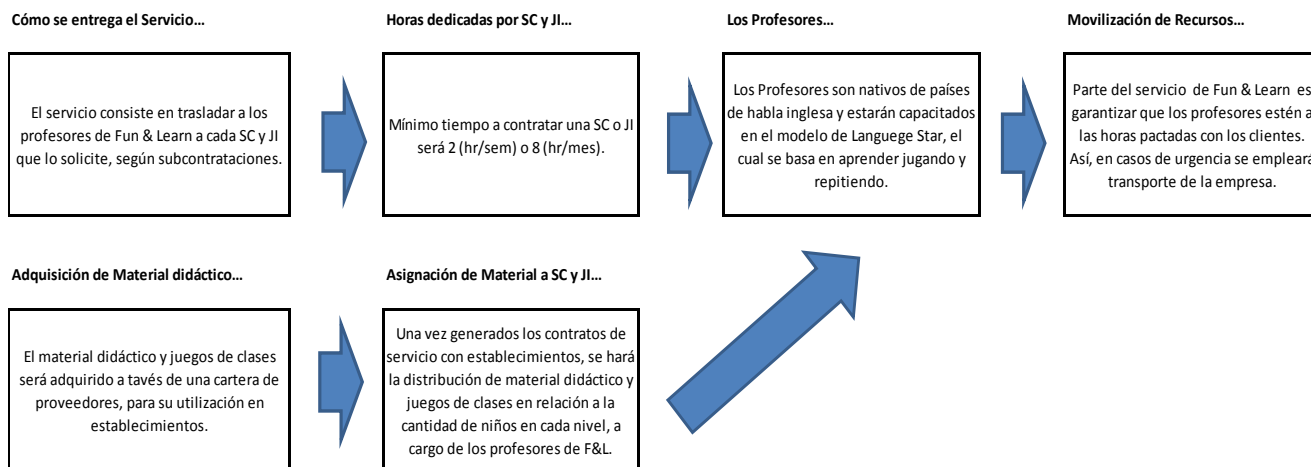 Cómo se entrega el Servicio...
El servicio consiste en trasladar a los
profesores de Fun & Learn a cada SC y JI
que lo solicite, según subcontrataciones.
Horas dedicadas por SC y JI...
Mínimo tiempo a contratar una SC o JI
será 2 (hr/sem) o 8 (hr/mes).
Los Profesores...
Los Profesores son nativos de países
de habla inglesa y estarán capacitados
en el modelo de Languege Star, el
cual se basa en aprender jugando y
repitiendo.
Movilización de Recursos...
Parte del servicio de Fun & Learn es
garantizar que los profesores estén a
las horas pactadas con los clientes.
Así, en casos de urgencia se empleará
transporte de la empresa.
Adquisición de Material didáctico...
El material didáctico y juegos de clases
será adquirido a tavés de una cartera de
proveedores, para su utilización en
establecimientos.
Asignación de Material a SC y JI...
Una vez generados los contratos de
servicio con establecimientos, se hará
la distribución de material didáctico y
juegos de clases en relación a la
cantidad de niños en cada nivel, a
cargo de los profesores de F&L.